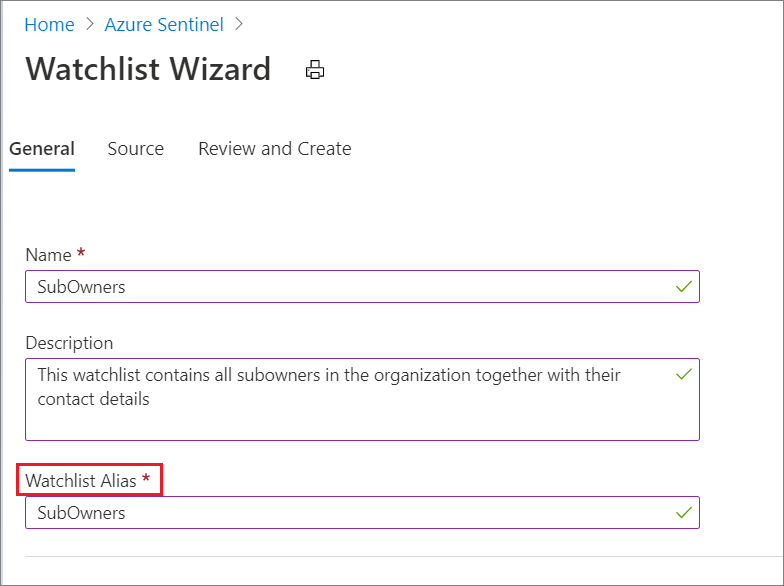 Home > Azure Sentinel >
Watchlist Wizard
General Source Review and Create
Name *
SubOwners
Description
This watchlist contains all subowners in the organization together with their
contact details
Watchlist Alias *
SubOwners